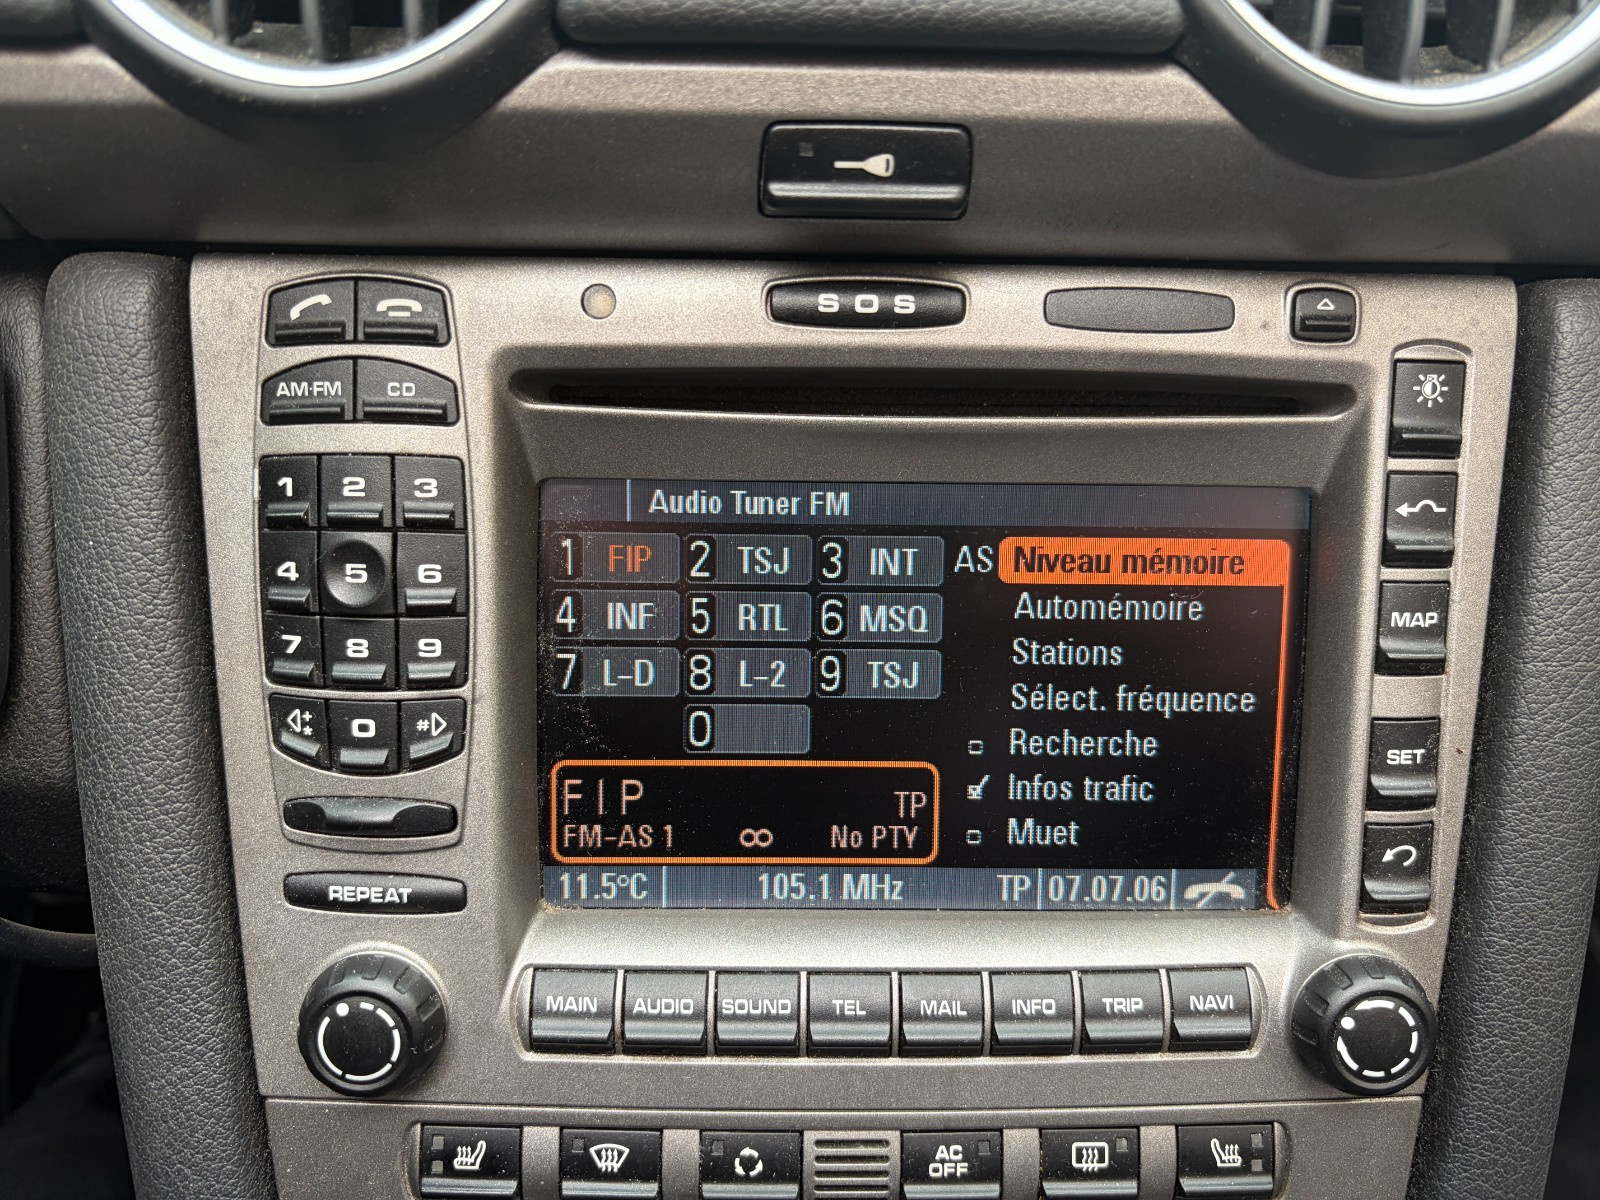 SOS
AM·FM CD
1 2 3
4 5 6
7 8 9
+ * 0 #
REPEAT
Audio Tuner FM
1 FIP 2 TSJ 3 INT
4 INF 5 RTL 6 MSQ
7 L-D 8 L-2 9 TSJ
0
AS Niveau mémoire
Automémoire
Stations
Sélect. fréquence
Recherche
Infos trafic
Muet
FIP TP
FM-AS 1 ∞ No PTY
11.5°C 105.1 MHz TP 07.07.06
MAP
SET
MAIN AUDIO SOUND TEL MAIL INFO TRIP NAVI
AC
OFF